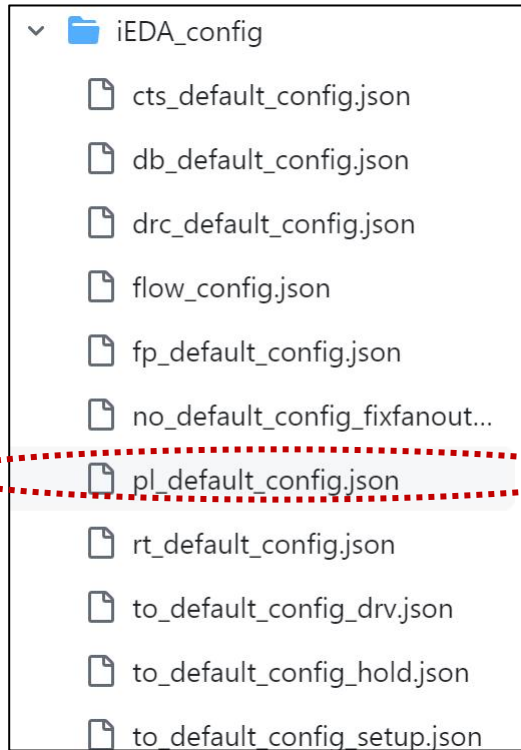 iEDA_config
cts_default_config.json
db_default_config.json
drc_default_config.json
flow_config.json
fp_default_config.json
no_default_config_fixfanout...
pl_default_config.json
rt_default_config.json
to_default_config_drv.json
to_default_config_hold.json
to_default_config_setup.json